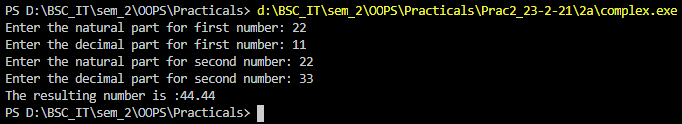 PS D:\BSC_IT\sem_2\OOPS\Practicals> d:\BSC_IT\sem_2\OOPS\Practicals\Prac2_23-2-21\2a\complex.exe
Enter the natural part for first number: 22
Enter the decimal part for first number: 11
Enter the natural part for second number: 22
Enter the decimal part for second number: 33
The resulting number is :44.44
PS D:\BSC_IT\sem_2\OOPS\Practicals>